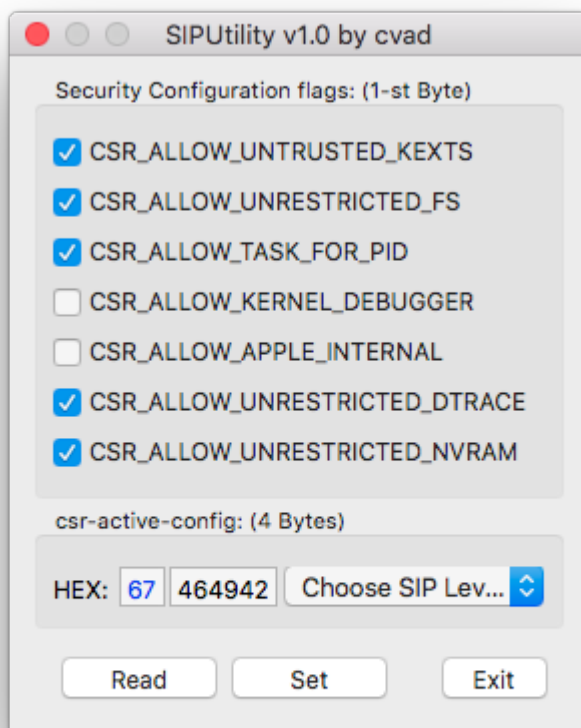 SIPUtility v1.0 by cvad
Security Configuration flags: (1-st Byte)
CSR_ALLOW_UNTRUSTED_KEXTS
CSR_ALLOW_UNRESTRICTED_FS
CSR_ALLOW_TASK_FOR_PID
CSR_ALLOW_KERNEL_DEBUGGER
CSR_ALLOW_APPLE_INTERNAL
CSR_ALLOW_UNRESTRICTED_DTRACE
CSR_ALLOW_UNRESTRICTED_NVRAM
csr-active-config: (4 Bytes)
HEX: 67 464942 Choose SIP Lev...
Read Set Exit